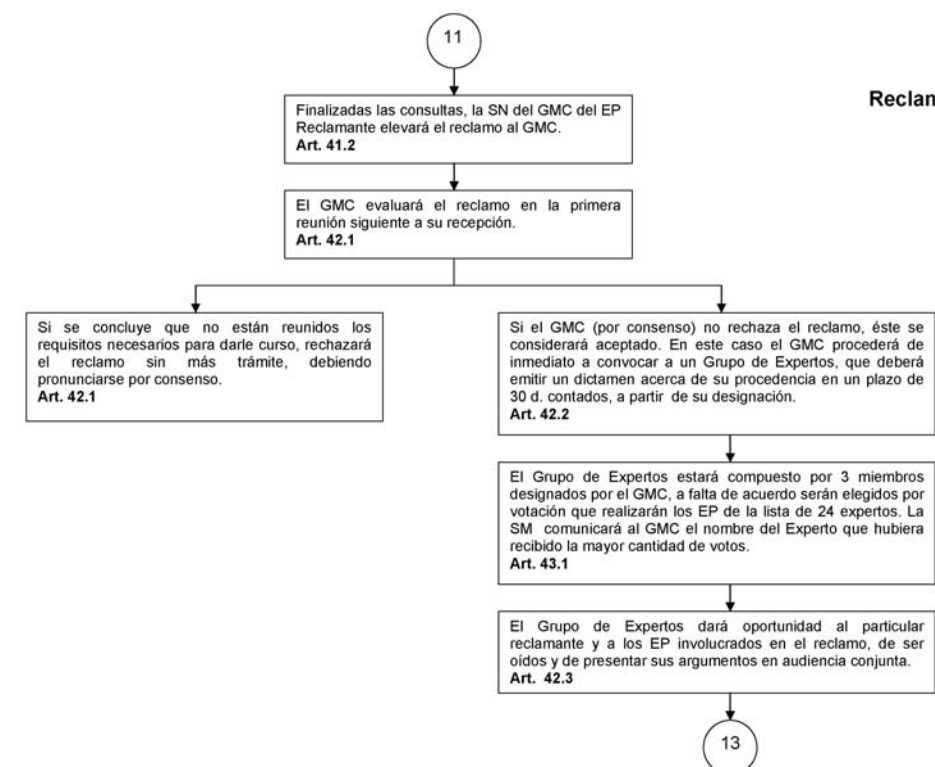 11
Reclam
Finalizadas las consultas, la SN del GMC del EP
Reclamante elevará el reclamo al GMC.
Art. 41.2
El GMC evaluará el reclamo en la primera
reunión siguiente a su recepción.
Art. 42.1
Si se concluye que no están reunidos los
requisitos necesarios para darle curso, rechazará
el reclamo sin más trámite, debiendo
pronunciarse por consenso.
Art. 42.1
Si el GMC (por consenso) no rechaza el reclamo, éste se
considerará aceptado. En este caso el GMC procederá de
inmediato a convocar a un Grupo de Expertos, que deberá
emitir un dictamen acerca de su procedencia en un plazo de
30 d. contados, a partir de su designación.
Art. 42.2
El Grupo de Expertos estará compuesto por 3 miembros
designados por el GMC, a falta de acuerdo serán elegidos por
votación que realizarán los EP de la lista de 24 expertos. La
SM comunicará al GMC el nombre del Experto que hubiera
recibido la mayor cantidad de votos.
Art. 43.1
El Grupo de Expertos dará oportunidad al particular
reclamante y a los EP involucrados en el reclamo, de ser
oídos y de presentar sus argumentos en audiencia conjunta.
Art. 42.3
13